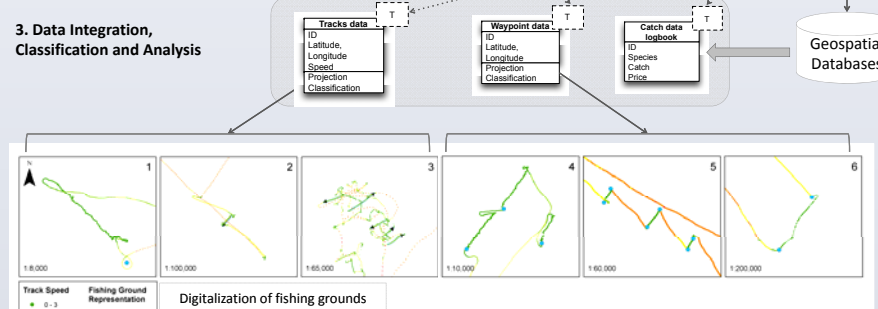 3. Data Integration,
Classification and Analysis
T
Tracks data
ID
Latitude,
Longitude
Speed
Projection
Classification
T
Waypoint data
ID
Latitude,
Longitude
Projection
Classification
T
Catch data
logbook
ID
Species
Catch
Price
Geospatia
Databases
N
1
1:8,000
2
1:100,000
3
1:65,000
4
1:10,000
5
1:60,000
6
1:200,000
Track Speed
0 - 3
Fishing Ground
Representation
Digitalization of fishing grounds